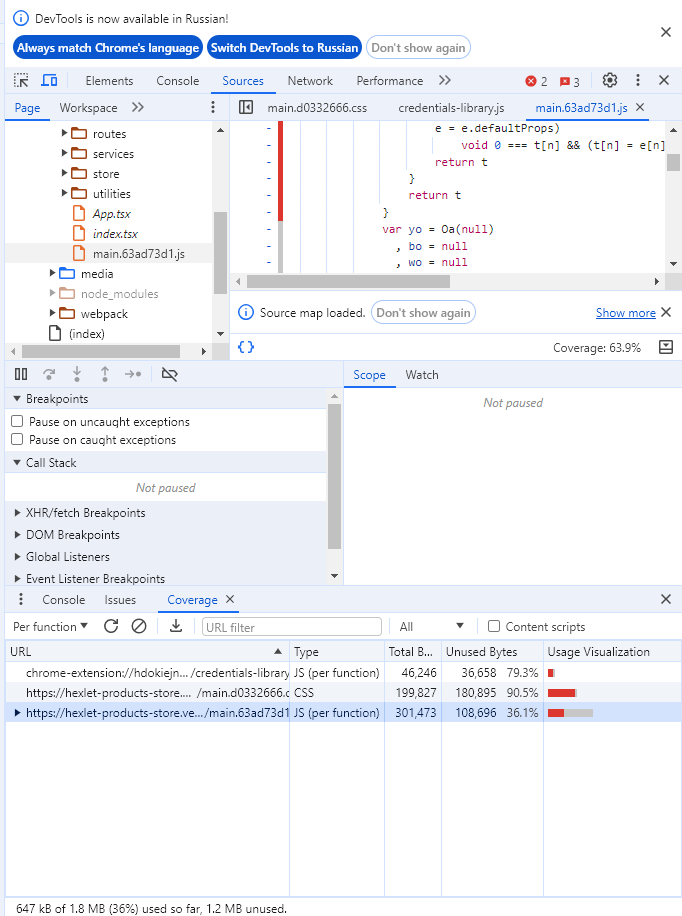 DevTools is now available in Russian!
Always match Chrome's language Switch DevTools to Russian Don't show again
Elements Console Sources Network Performance 2 3
Page Workspace main.d0332666.css credentials-library.js main.63ad73d1.js
routes
services
store
utilities
App.tsx
index.tsx
main.63ad73d1.js
media
node_modules
webpack
(index)
- e = e.defaultProps)
- void 0 === t[n] && (t[n] = e[n]
- return t
- }
- return t
- }
- var yo = Oa(null)
- , bo = null
- , wo = null
Source map loaded. Don't show again Show more
{} Coverage: 63.9%
Scope Watch
Not paused
Breakpoints
Pause on uncaught exceptions
Pause on caught exceptions
Call Stack
Not paused
XHR/fetch Breakpoints
DOM Breakpoints
Global Listeners
Event Listener Breakpoints
Console Issues Coverage
Per function URL filter All Content scripts
URL Type Total B... Unused Bytes Usage Visualization
chrome-extension://hdokiejn... /credentials-library JS (per function) 46,246 36,658 79.3%
https://hexlet-products-store.... /main.d0332666.c CSS 199,827 180,895 90.5%
https://hexlet-products-store.ve.../main.63ad73d1 JS (per function) 301,473 108,696 36.1%
647 kB of 1.8 MB (36%) used so far, 1.2 MB unused.